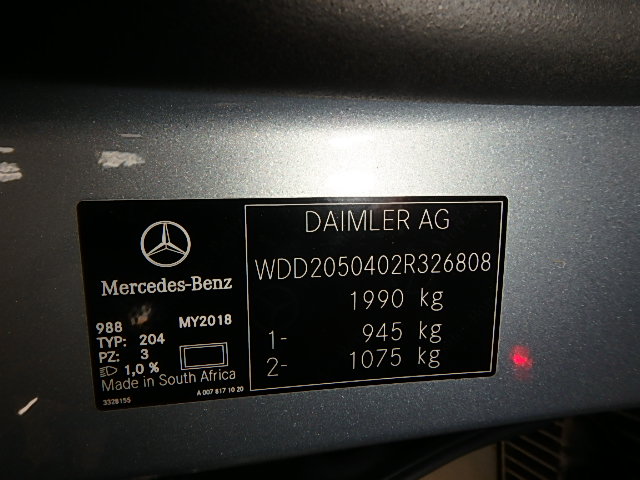 DAIMLER AG
WDD2050402R326808
1990 kg
1- 945 kg
2- 1075 kg
Mercedes-Benz
988 MY2018
TYP: 204
PZ: 3
1,0 %
Made in South Africa
3328155 A 007 817 10 20